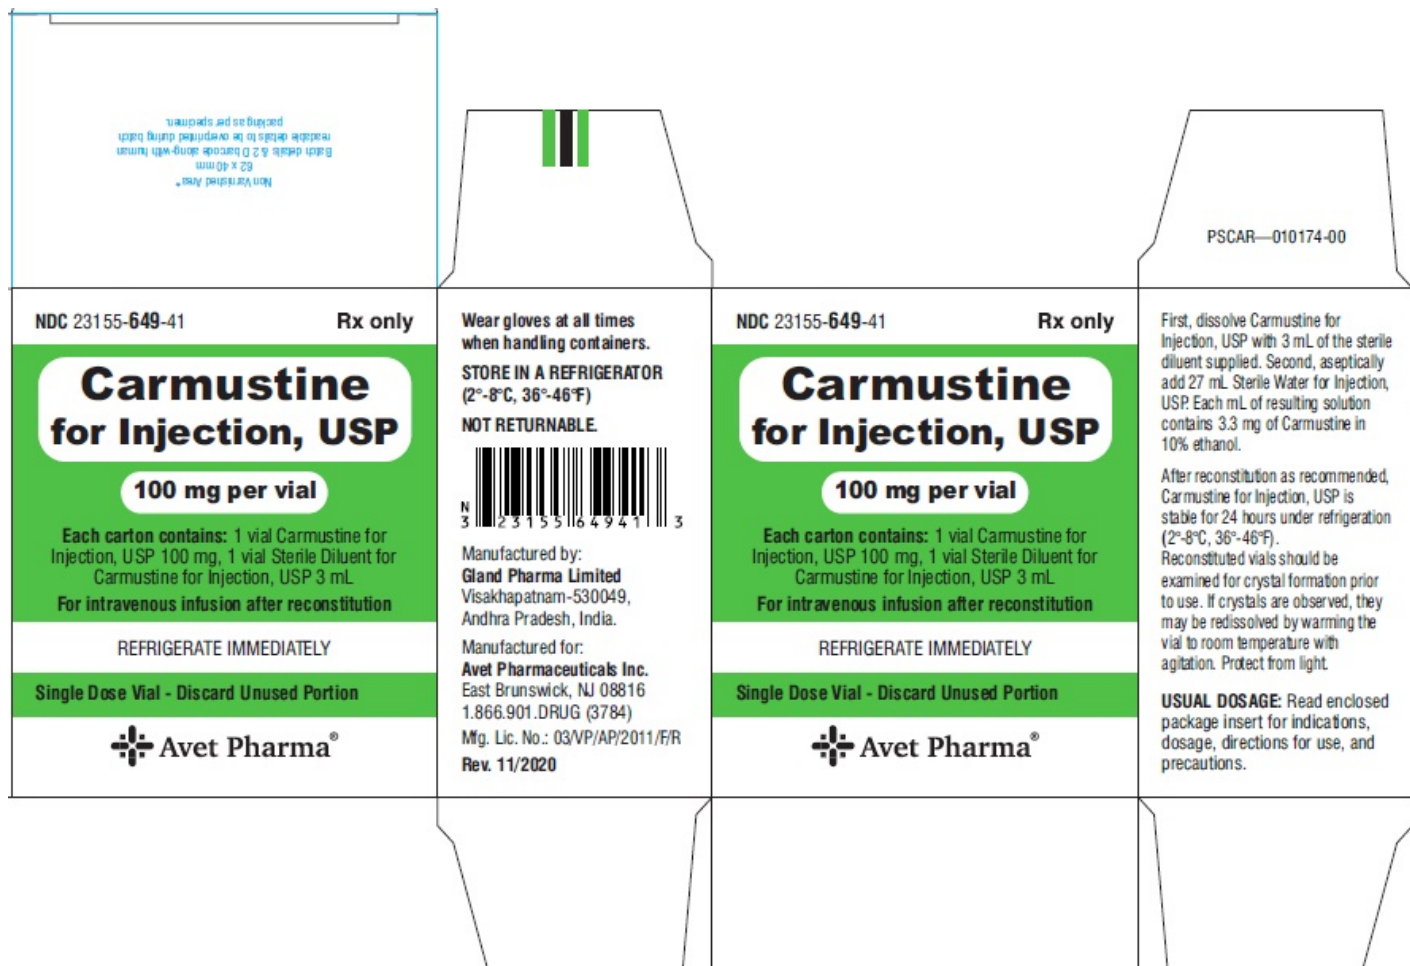 Non Varnished Area*
62 x 40 mm
Batch details & 2 D barcode along-with human
readable details to be overprinted during batch
packing as per specimen.
NDC 23155-649-41 Rx only
Carmustine
for Injection, USP
100 mg per vial
Each carton contains: 1 vial Carmustine for
Injection, USP 100 mg, 1 vial Sterile Diluent for
Carmustine for Injection, USP 3 mL
For intravenous infusion after reconstitution
REFRIGERATE IMMEDIATELY
Single Dose Vial - Discard Unused Portion
Avet Pharma®
Wear gloves at all times
when handling containers.
STORE IN A REFRIGERATOR
(2°-8°C, 36°-46°F)
NOT RETURNABLE.
N
3 23155 64941 3
Manufactured by:
Gland Pharma Limited
Visakhapatnam-530049,
Andhra Pradesh, India.
Manufactured for:
Avet Pharmaceuticals Inc.
East Brunswick, NJ 08816
1.866.901.DRUG (3784)
Mfg. Lic. No.: 03/VP/AP/2011/F/R
Rev. 11/2020
NDC 23155-649-41 Rx only
Carmustine
for Injection, USP
100 mg per vial
Each carton contains: 1 vial Carmustine for
Injection, USP 100 mg, 1 vial Sterile Diluent for
Carmustine for Injection, USP 3 mL
For intravenous infusion after reconstitution
REFRIGERATE IMMEDIATELY
Single Dose Vial - Discard Unused Portion
Avet Pharma®
PSCAR—010174-00
First, dissolve Carmustine for
Injection, USP with 3 mL of the sterile
diluent supplied. Second, aseptically
add 27 mL Sterile Water for Injection,
USP. Each mL of resulting solution
contains 3.3 mg of Carmustine in
10% ethanol.
After reconstitution as recommended,
Carmustine for Injection, USP is
stable for 24 hours under refrigeration
(2°-8°C, 36°-46°F).
Reconstituted vials should be
examined for crystal formation prior
to use. If crystals are observed, they
may be redissolved by warming the
vial to room temperature with
agitation. Protect from light.
USUAL DOSAGE: Read enclosed
package insert for indications,
dosage, directions for use, and
precautions.